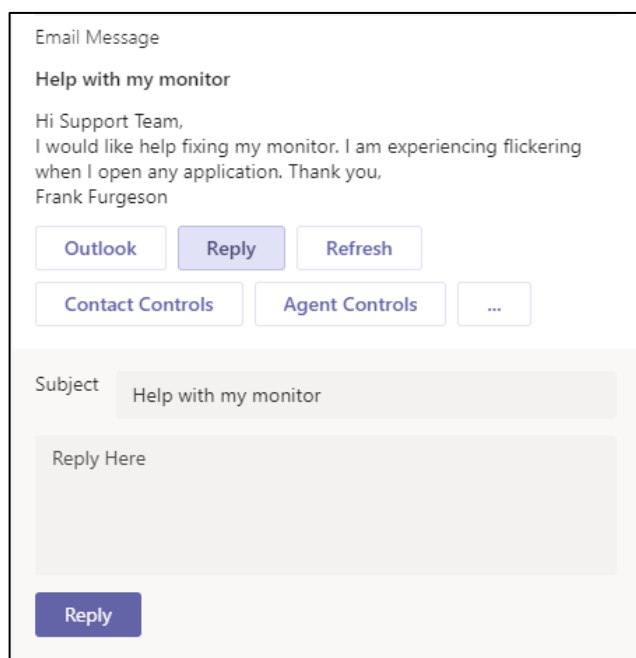 Email Message
Help with my monitor
Hi Support Team,
I would like help fixing my monitor. I am experiencing flickering
when I open any application. Thank you,
Frank Furgeson
Outlook Reply Refresh
Contact Controls Agent Controls ...
Subject Help with my monitor
Reply Here
Reply